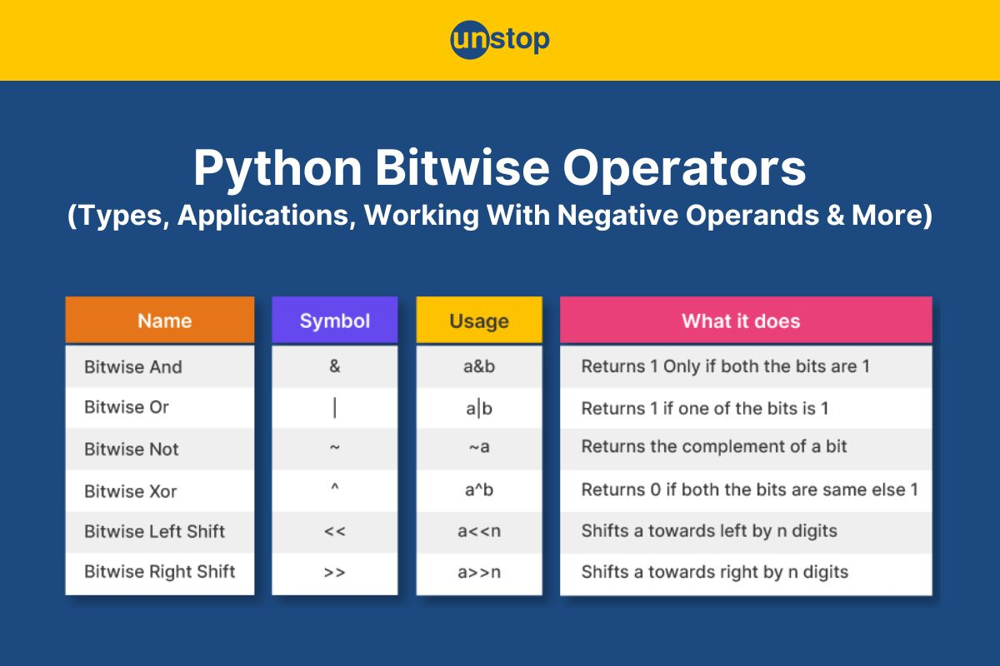 unstop
Python Bitwise Operators
(Types, Applications, Working With Negative Operands & More)
Name Symbol Usage What it does
Bitwise And & a&b Returns 1 Only if both the bits are 1
Bitwise Or | a|b Returns 1 if one of the bits is 1
Bitwise Not ~ ~a Returns the complement of a bit
Bitwise Xor ^ a^b Returns 0 if both the bits are same else 1
Bitwise Left Shift << a<<n Shifts a towards left by n digits
Bitwise Right Shift >> a>>n Shifts a towards right by n digits